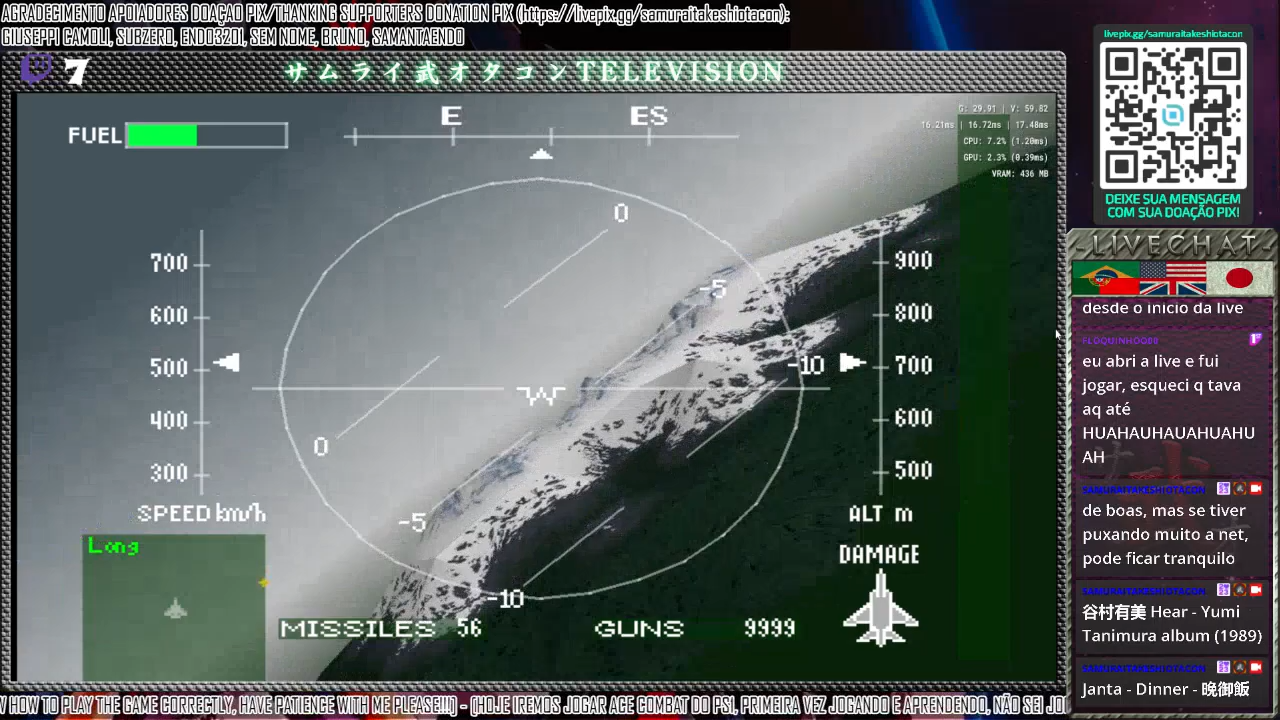 AGRADECIMENTO APOIADORES DOAÇÃO PIX/THANKING SUPPORTERS DONATION PIX (https://livepix.gg/samuraitakeshiotacon):
GIUSEPPI CAMOLI, SUBZERO, ENDO3201, SEM NOME, BRUNO, SAMANTAENDO
7
サムライ武オタコンTELEVISION
FUEL
E
ES
G: 29.91 | V: 59.82
16.21ms | 16.72ms | 17.48ms
CPU: 7.2% (1.20ms)
GPU: 2.3% (0.39ms)
VRAM: 436 MB
0
-5
-10
0
-5
-10
700
600
500
400
300
SPEED km/h
900
800
700
600
500
ALT m
DAMAGE
Long
MISSILES 56
GUNS 9999
livepix.gg/samuraitakeshiotacon
DEIXE SUA MENSAGEM
COM SUA DOAÇÃO PIX!
-LIVECHAT-
desde o inicio da live
FLOQUINHOO00
eu abri a live e fui
jogar, esqueci q tava
aq até
HUAHAUHAUAHUAHU
AH
SAMURAITAKESHIOTACON
de boas, mas se tiver
puxando muito a net,
pode ficar tranquilo
SAMURAITAKESHIOTACON
谷村有美 Hear - Yumi
Tanimura album (1989)
SAMURAITAKESHIOTACON
Janta - Dinner - 晩御飯
W HOW TO PLAY THE GAME CORRECTLY, HAVE PATIENCE WITH ME PLEASE!!!!) - (HOJE IREMOS JOGAR ACE COMBAT DO PS1, PRIMEIRA VEZ JOGANDO E APRENDENDO, NÃO SEI JO